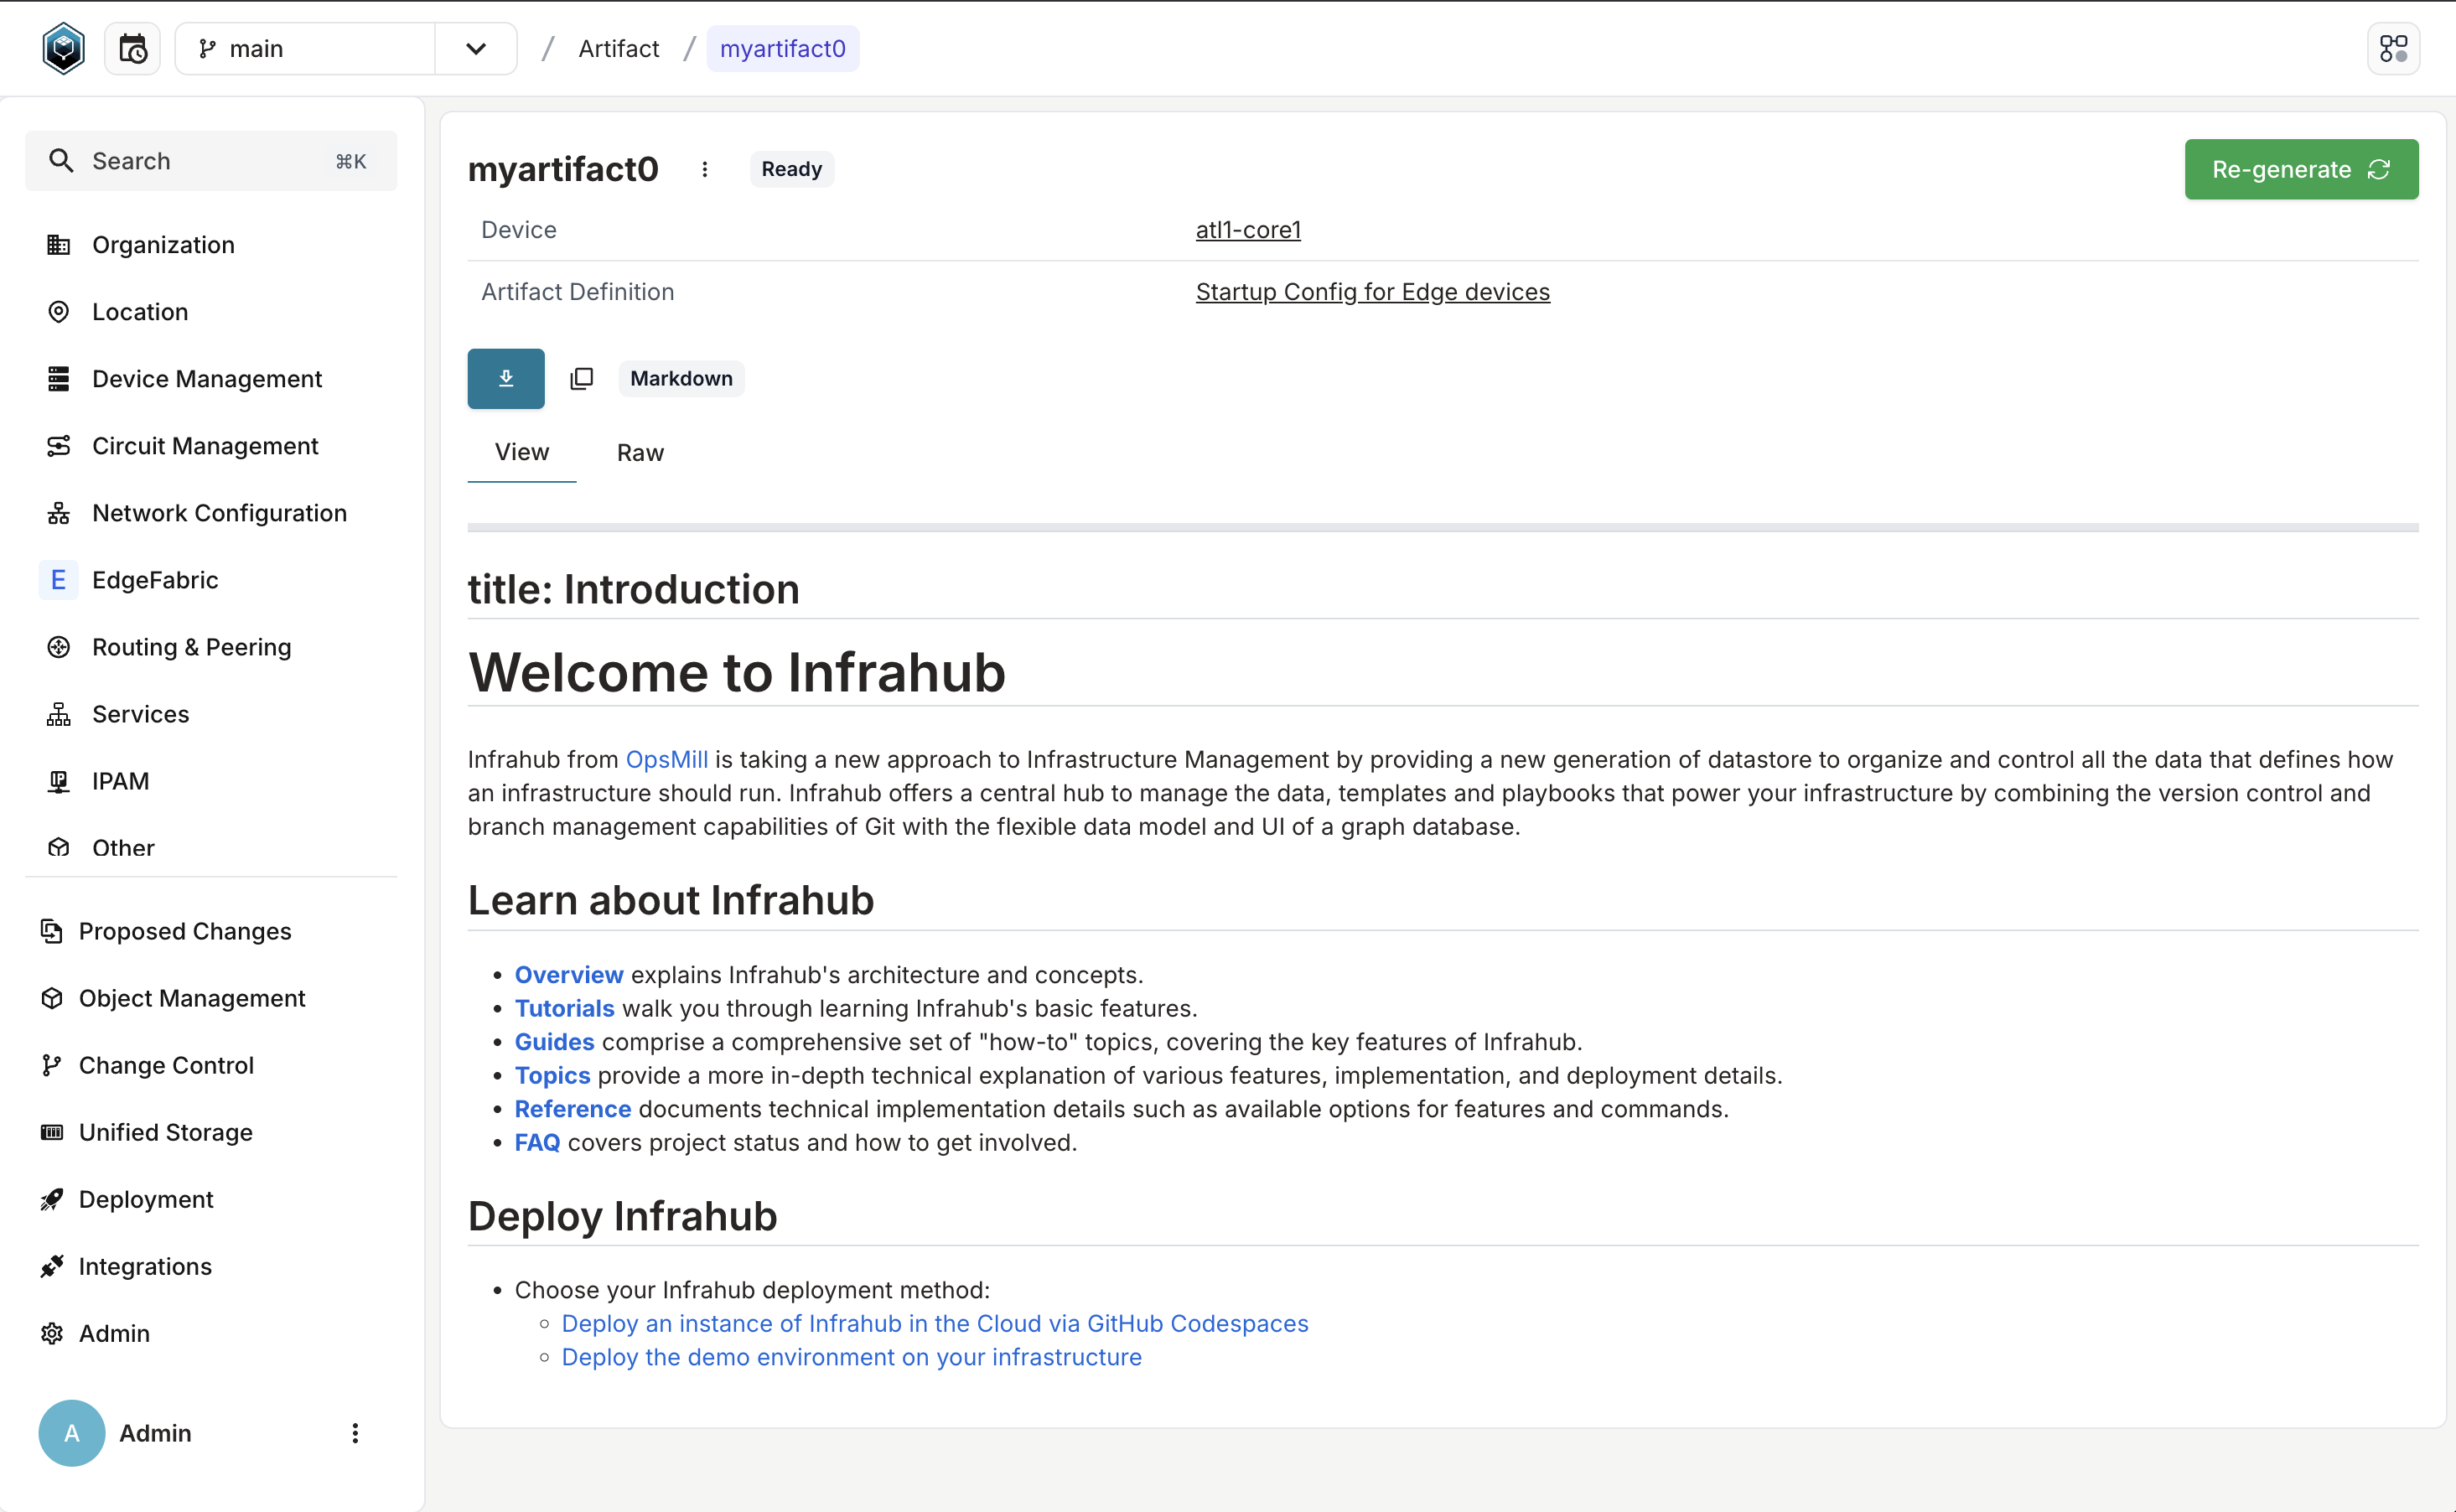 main
/ Artifact / myartifact0
Search ⌘K
Organization
Location
Device Management
Circuit Management
Network Configuration
E EdgeFabric
Routing & Peering
Services
IPAM
Other
Proposed Changes
Object Management
Change Control
Unified Storage
Deployment
Integrations
Admin
A Admin
myartifact0 Ready
Re-generate
Device atl1-core1
Artifact Definition Startup Config for Edge devices
Markdown
View Raw
title: Introduction
Welcome to Infrahub
Infrahub from OpsMill is taking a new approach to Infrastructure Management by providing a new generation of datastore to organize and control all the data that defines how
an infrastructure should run. Infrahub offers a central hub to manage the data, templates and playbooks that power your infrastructure by combining the version control and
branch management capabilities of Git with the flexible data model and UI of a graph database.
Learn about Infrahub
• Overview explains Infrahub's architecture and concepts.
• Tutorials walk you through learning Infrahub's basic features.
• Guides comprise a comprehensive set of "how-to" topics, covering the key features of Infrahub.
• Topics provide a more in-depth technical explanation of various features, implementation, and deployment details.
• Reference documents technical implementation details such as available options for features and commands.
• FAQ covers project status and how to get involved.
Deploy Infrahub
• Choose your Infrahub deployment method:
◦ Deploy an instance of Infrahub in the Cloud via GitHub Codespaces
◦ Deploy the demo environment on your infrastructure